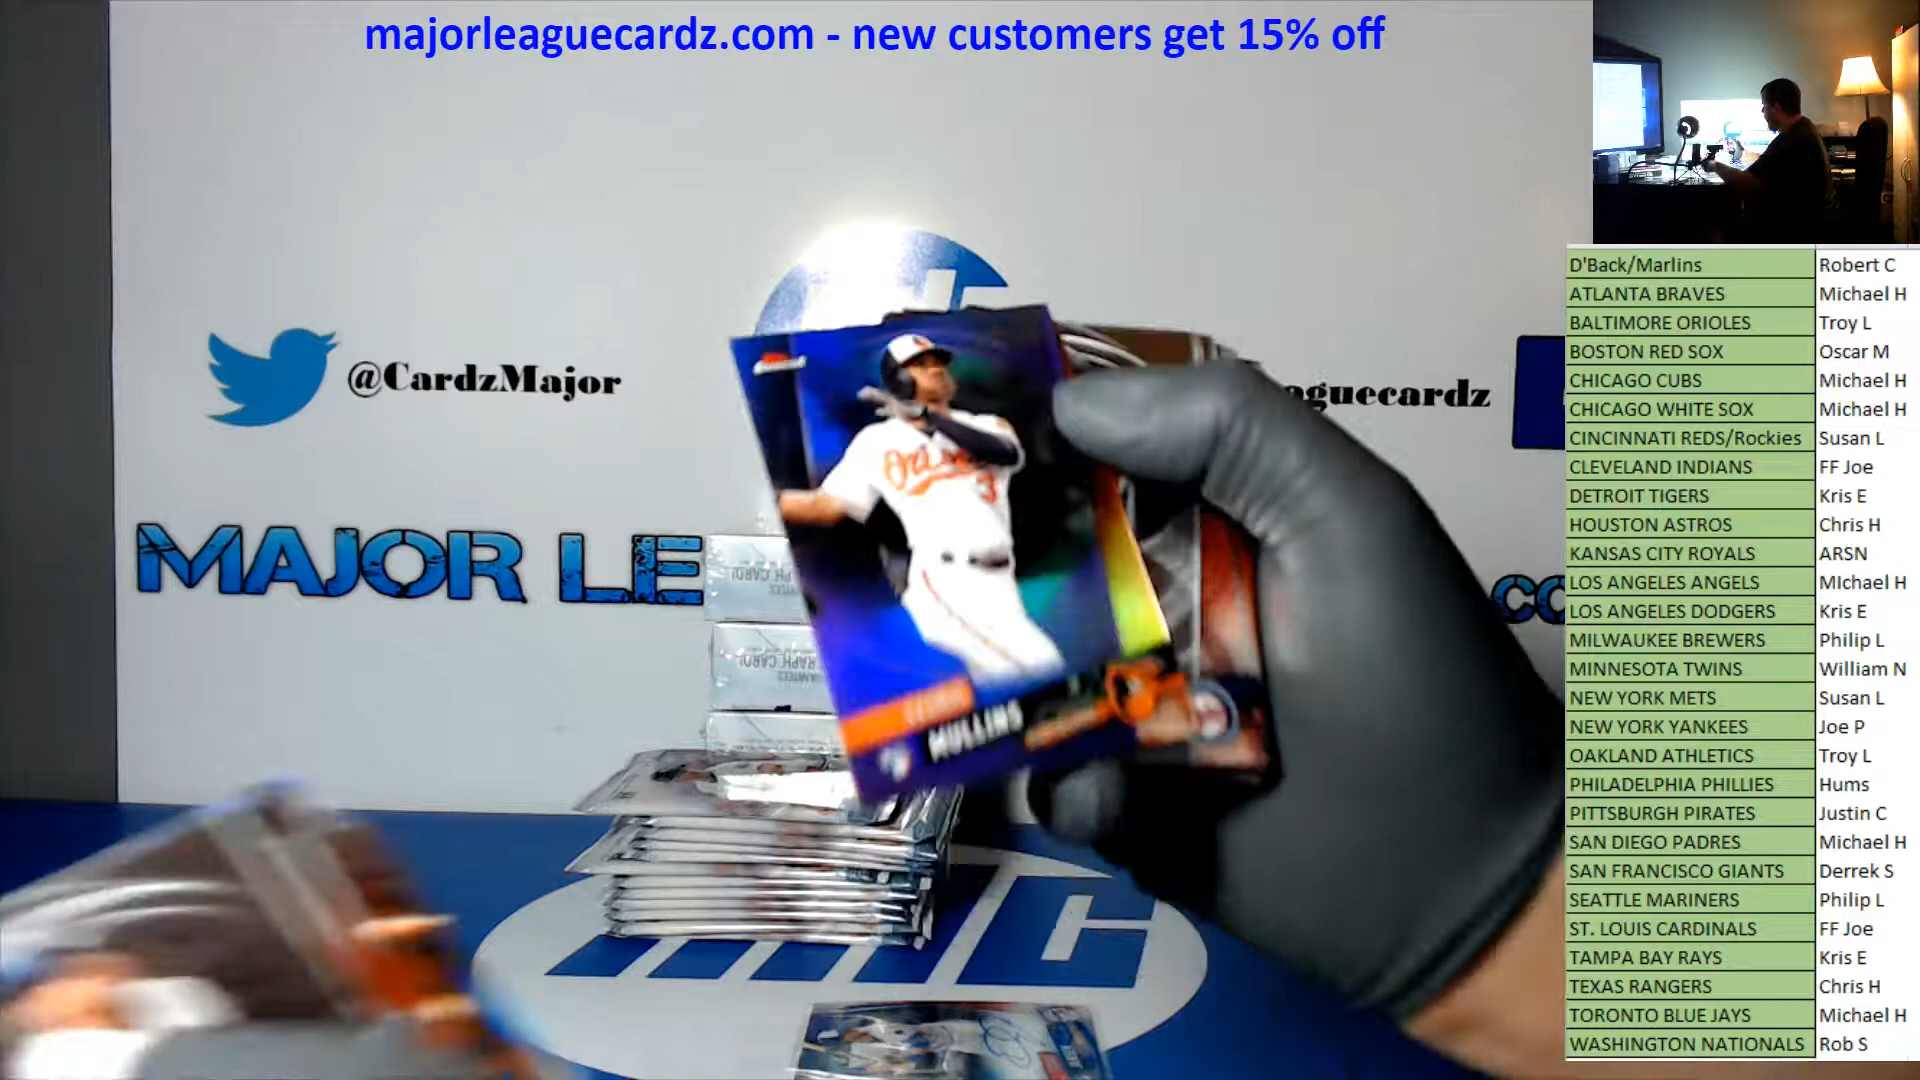 majorleaguecardz.com - new customers get 15% off
@CardzMajor
aguecardz
MAJOR LE
CO
Orio
3
MULLINS
D'Back/Marlins Robert C
ATLANTA BRAVES Michael H
BALTIMORE ORIOLES Troy L
BOSTON RED SOX Oscar M
CHICAGO CUBS Michael H
CHICAGO WHITE SOX Michael H
CINCINNATI REDS/Rockies Susan L
CLEVELAND INDIANS FF Joe
DETROIT TIGERS Kris E
HOUSTON ASTROS Chris H
KANSAS CITY ROYALS ARSN
LOS ANGELES ANGELS MIchael H
LOS ANGELES DODGERS Kris E
MILWAUKEE BREWERS Philip L
MINNESOTA TWINS William N
NEW YORK METS Susan L
NEW YORK YANKEES Joe P
OAKLAND ATHLETICS Troy L
PHILADELPHIA PHILLIES Hums
PITTSBURGH PIRATES Justin C
SAN DIEGO PADRES Michael H
SAN FRANCISCO GIANTS Derrek S
SEATTLE MARINERS Philip L
ST. LOUIS CARDINALS FF Joe
TAMPA BAY RAYS Kris E
TEXAS RANGERS Chris H
TORONTO BLUE JAYS Michael H
WASHINGTON NATIONALS Rob S